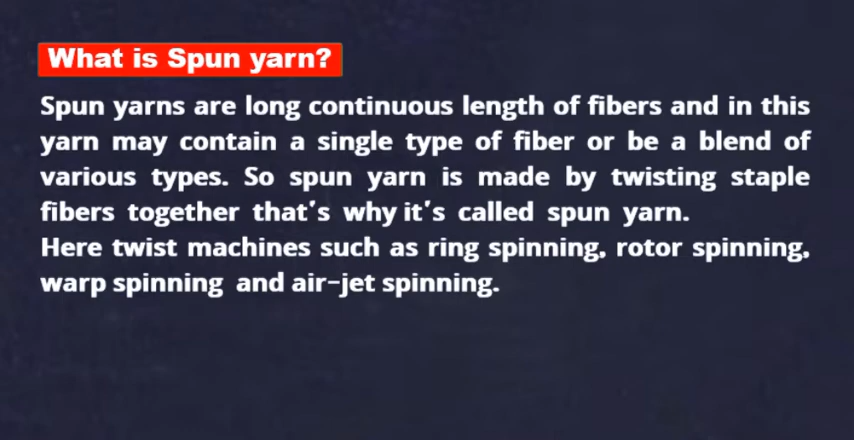 What is Spun yarn?
Spun yarns are long continuous length of fibers and in this
yarn may contain a single type of fiber or be a blend of
various types. So spun yarn is made by twisting staple
fibers together that's why it's called spun yarn.
Here twist machines such as ring spinning, rotor spinning,
warp spinning and air-jet spinning.